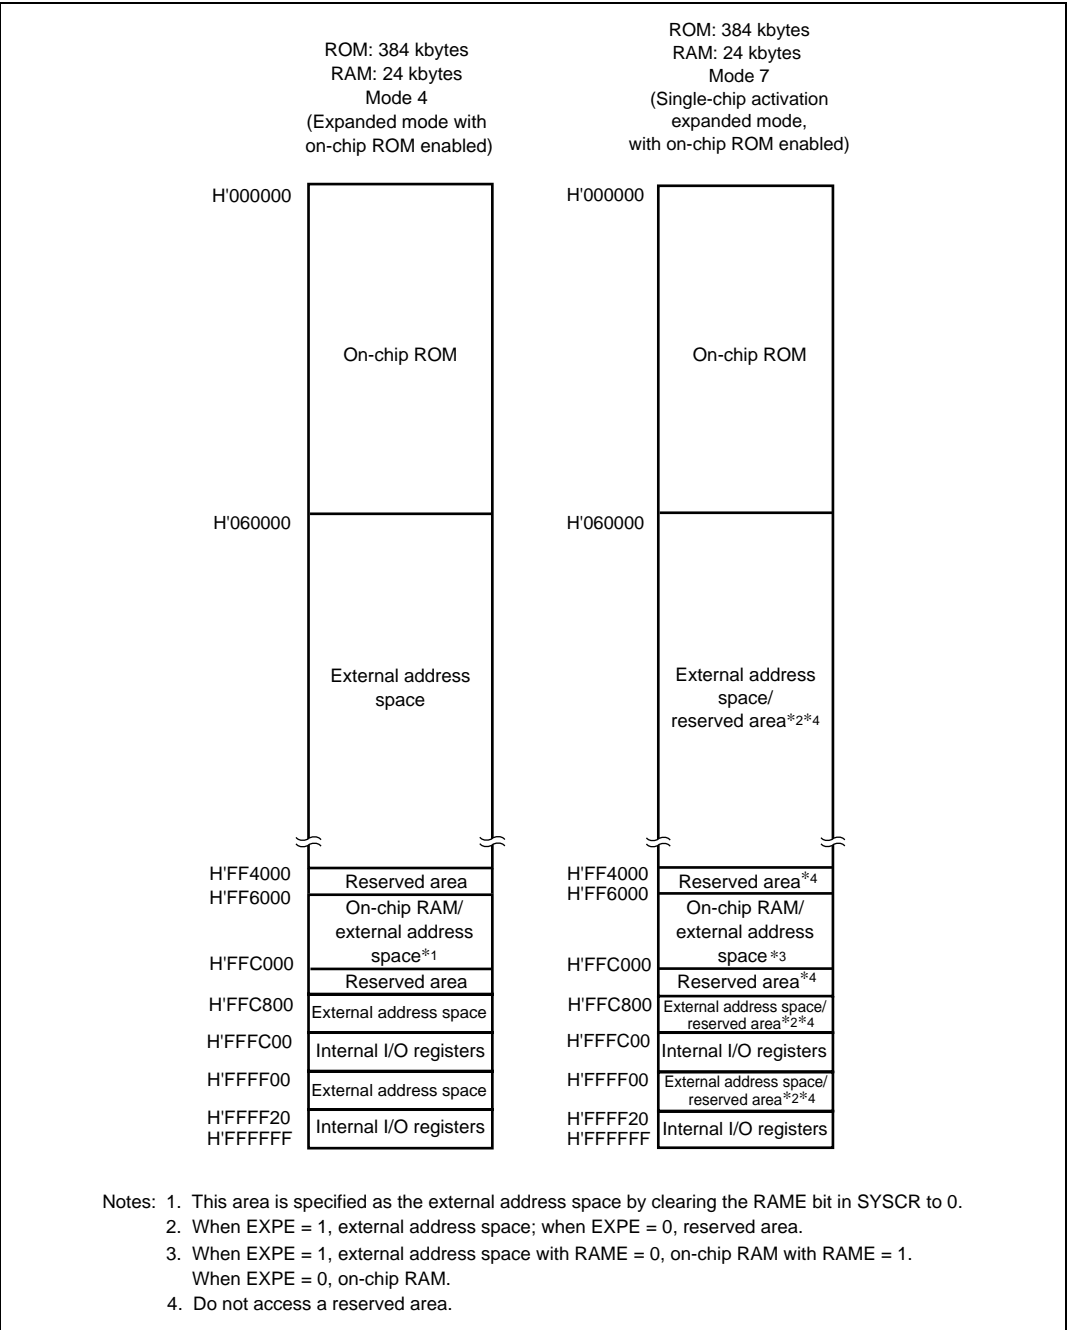 ROM: 384 kbytes
RAM: 24 kbytes
Mode 4
(Expanded mode with
on-chip ROM enabled)
H'000000
On-chip ROM
H'060000
External address
space
H'FF4000
Reserved area
H'FF6000
On-chip RAM/
external address
space*1
H'FFC000
Reserved area
H'FFC800
External address space
H'FFFC00
Internal I/O registers
H'FFFF00
External address space
H'FFFF20
Internal I/O registers
H'FFFFFF
ROM: 384 kbytes
RAM: 24 kbytes
Mode 7
(Single-chip activation
expanded mode,
with on-chip ROM enabled)
H'000000
On-chip ROM
H'060000
External address
space/
reserved area*2*4
H'FF4000
Reserved area*4
H'FF6000
On-chip RAM/
external address
space*3
H'FFC000
Reserved area*4
H'FFC800
External address space/
reserved area*2*4
H'FFFC00
Internal I/O registers
H'FFFF00
External address space/
reserved area*2*4
H'FFFF20
Internal I/O registers
H'FFFFFF
Notes: 1. This area is specified as the external address space by clearing the RAME bit in SYSCR to 0.
2. When EXPE = 1, external address space; when EXPE = 0, reserved area.
3. When EXPE = 1, external address space with RAME = 0, on-chip RAM with RAME = 1.
When EXPE = 0, on-chip RAM.
4. Do not access a reserved area.